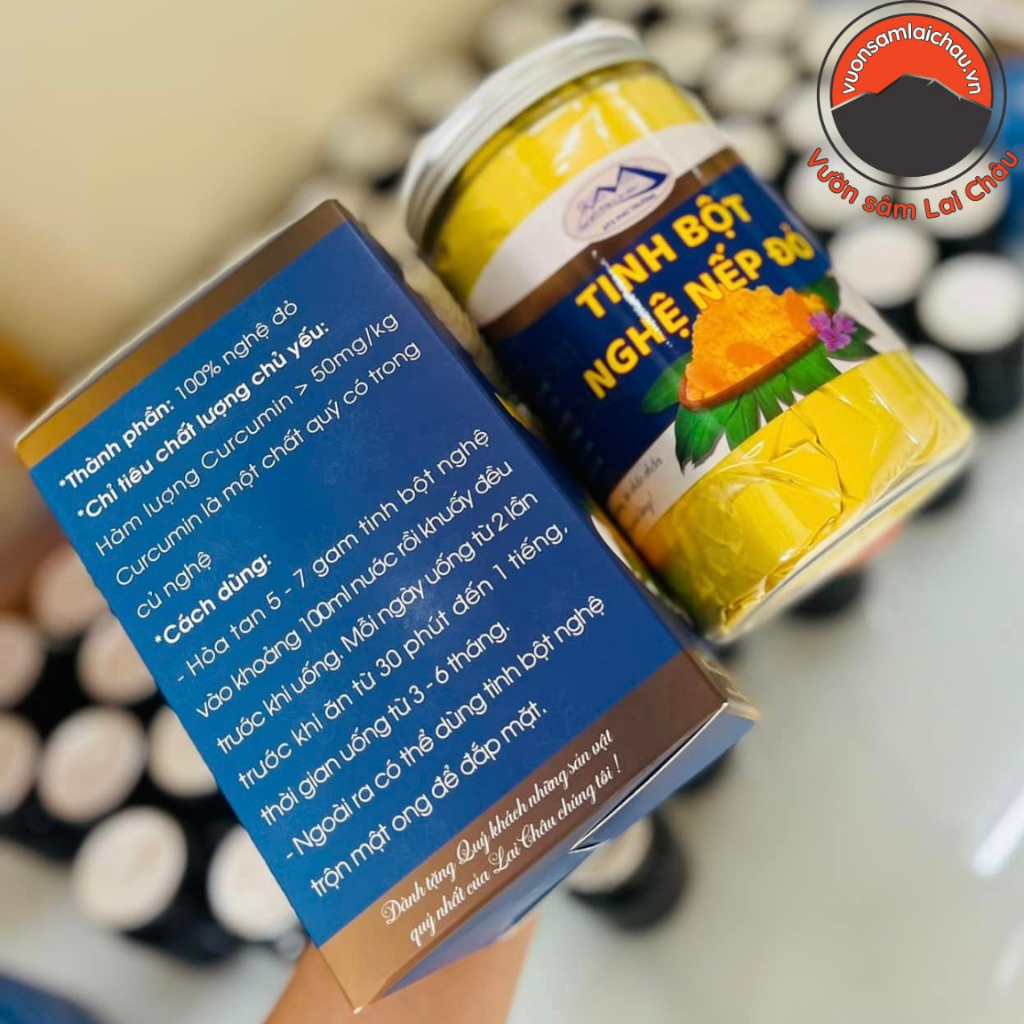 vuonsamlaichau.vn
Vườn sâm Lai Châu
TINH BỘT
NGHỆ NẾP ĐỎ
*Thành phần: 100% nghệ đỏ
*Chỉ tiêu chất lượng chủ yếu:
Hàm lượng Curcumin > 50mg/kg
Curcumin là một chất quý có trong
củ nghệ
*Cách dùng:
- Hòa tan 5 - 7 gam tinh bột nghệ
vào khoảng 100ml nước rồi khuấy đều
trước khi uống. Mỗi ngày uống từ 2 lần
trước khi ăn từ 30 phút đến 1 tiếng,
thời gian uống từ 3 - 6 tháng.
- Ngoài ra có thể dùng tinh bột nghệ
trộn mật ong để đắp mặt.
Dành tặng Quý khách những sản vật
quý nhất của Lai Châu chúng tôi !